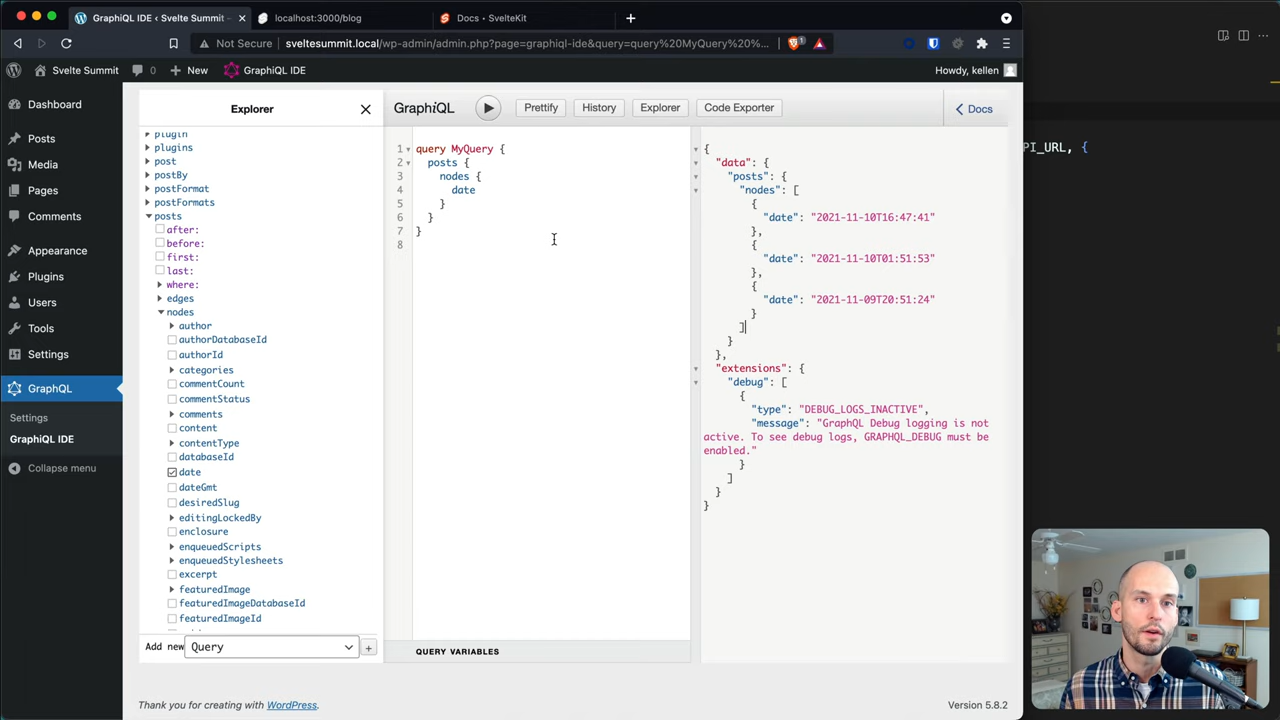 GraphiQL IDE ‹ Svelte Summit -
localhost:3000/blog
Docs • SvelteKit
Not Secure
sveltesummit.local/wp-admin/admin.php?page=graphiql-ide&query=query%20MyQuery%20%...
1
Svelte Summit
0
New
GraphiQL IDE
Howdy, kellen
Dashboard
Posts
Media
Pages
Comments
Appearance
Plugins
Users
Tools
Settings
GraphQL
Settings
GraphiQL IDE
Collapse menu
Explorer
plugin
plugins
post
postBy
postFormat
postFormats
posts
after:
before:
first:
last:
where:
edges
nodes
author
authorDatabaseId
authorId
categories
commentCount
commentStatus
comments
content
contentType
databaseId
date
dateGmt
desiredSlug
editingLockedBy
enclosure
enqueuedScripts
enqueuedStylesheets
excerpt
featuredImage
featuredImageDatabaseId
featuredImageId
Add new
Query
+
GraphiQL
Prettify
History
Explorer
Code Exporter
Docs
1 query MyQuery {
2 posts {
3 nodes {
4 date
5 }
6 }
7 }
8
QUERY VARIABLES
{
"data": {
"posts": {
"nodes": [
{
"date": "2021-11-10T16:47:41"
},
{
"date": "2021-11-10T01:51:53"
},
{
"date": "2021-11-09T20:51:24"
}
]
}
},
"extensions": {
"debug": [
{
"type": "DEBUG_LOGS_INACTIVE",
"message": "GraphQL Debug logging is not
active. To see debug logs, GRAPHQL_DEBUG must be
enabled."
}
]
}
}
PI_URL, {
Thank you for creating with WordPress.
Version 5.8.2